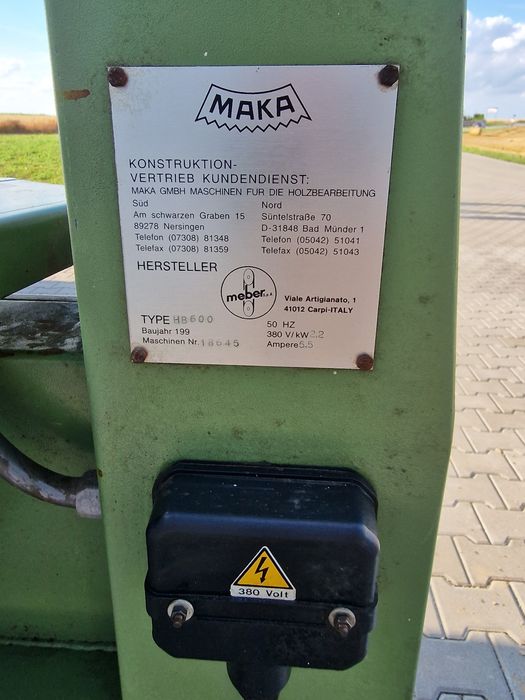 MAKA
KONSTRUKTION-
VERTRIEB KUNDENDIENST:
MAKA GMBH MASCHINEN FÜR DIE HOLZBEARBEITUNG
Süd
Am schwarzen Graben 15
89278 Nersingen
Telefon (07308) 81348
Telefax (07308) 81359
Nord
Süntelstraße 70
D-31848 Bad Münder 1
Telefon (05042) 51041
Telefax (05042) 51043
HERSTELLER
meber s.r.l.
Viale Artigianato, 1
41012 Carpi-ITALY
TYPE HB600
Baujahr 199
Maschinen Nr. 18645
50 HZ
380 V/kW 2.2
Ampere 5.5
380 Volt